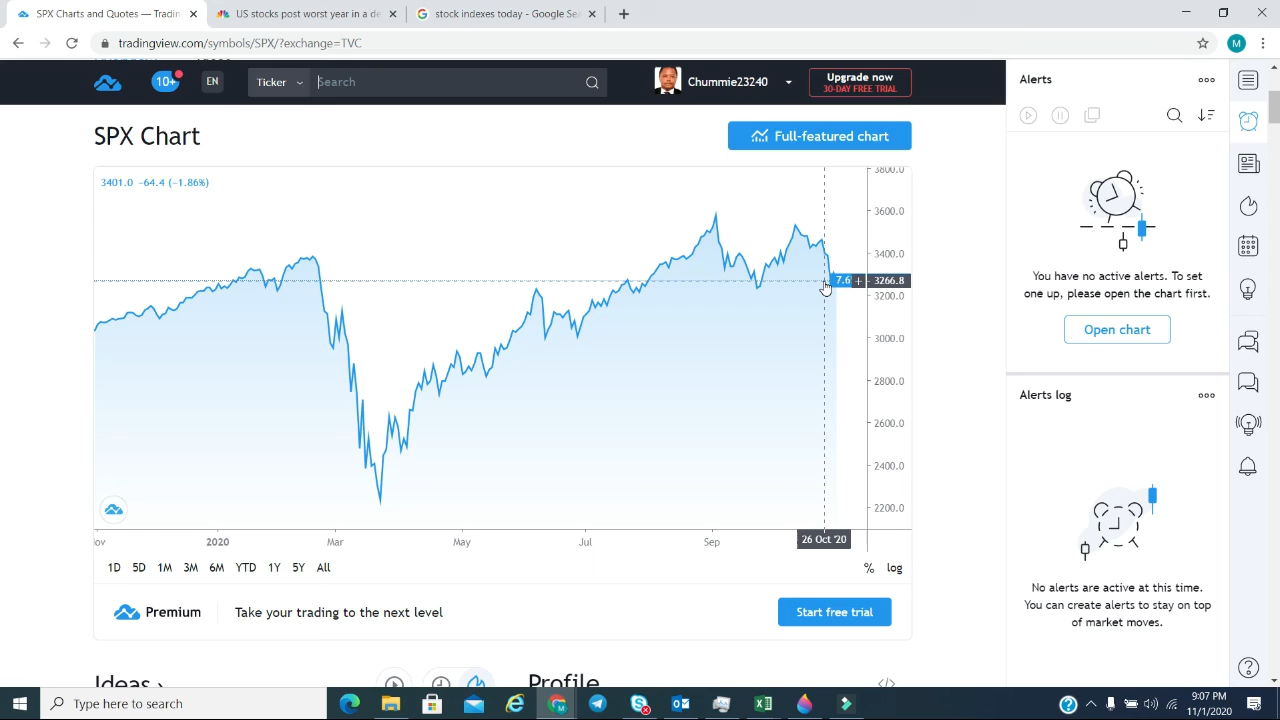 SPX Charts and Quotes — Tradin
US stocks post worst year in a de
stock indexes today - Google Sea
tradingview.com/symbols/SPX/?exchange=TVC
M
10+
EN
Ticker
Search
Chummie23240
Upgrade now
30-DAY FREE TRIAL
SPX Chart
Full-featured chart
3401.0 −64.4 (−1.86%)
3800.0
3600.0
3400.0
7.6
3266.8
3200.0
3000.0
2800.0
2600.0
2400.0
2200.0
ov
2020
Mar
May
Jul
Sep
26 Oct '20
1D 5D 1M 3M 6M YTD 1Y 5Y All
% log
Premium
Take your trading to the next level
Start free trial
Ideas
Profile
Alerts
You have no active alerts. To set
one up, please open the chart first.
Open chart
Alerts log
No alerts are active at this time.
You can create alerts to stay on top
of market moves.
Type here to search
9:07 PM
11/1/2020